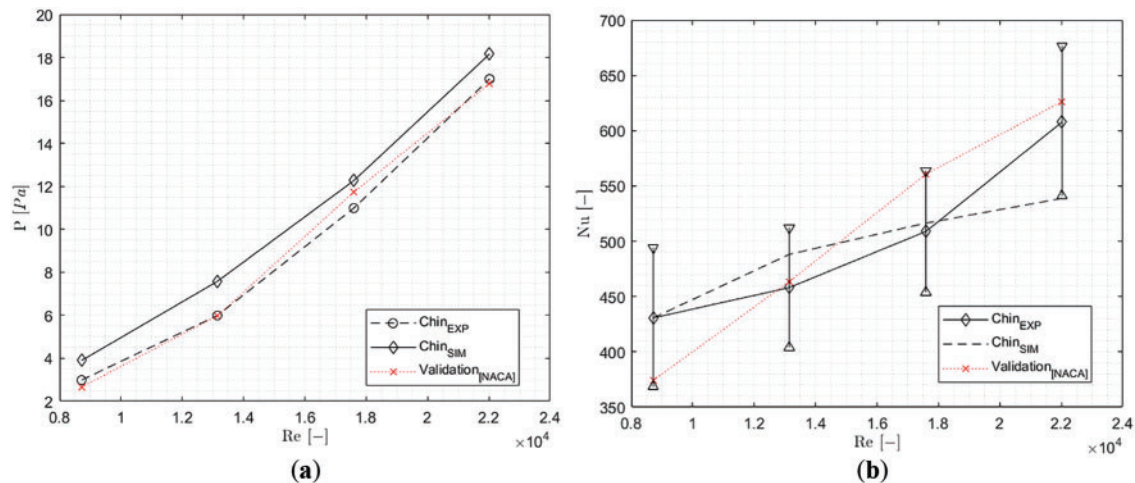 20
18
16
14
12
10
8
6
4
2
P [Pa]
0.8 1 1.2 1.4 1.6 1.8 2 2.2 2.4
Re [−]
×10⁴
Chin_EXP
Chin_SIM
Validation_[NACA]
(a)
700
650
600
550
500
450
400
350
Nu [−]
0.8 1 1.2 1.4 1.6 1.8 2 2.2 2.4
Re [−]
×10⁴
Chin_EXP
Chin_SIM
Validation_[NACA]
(b)